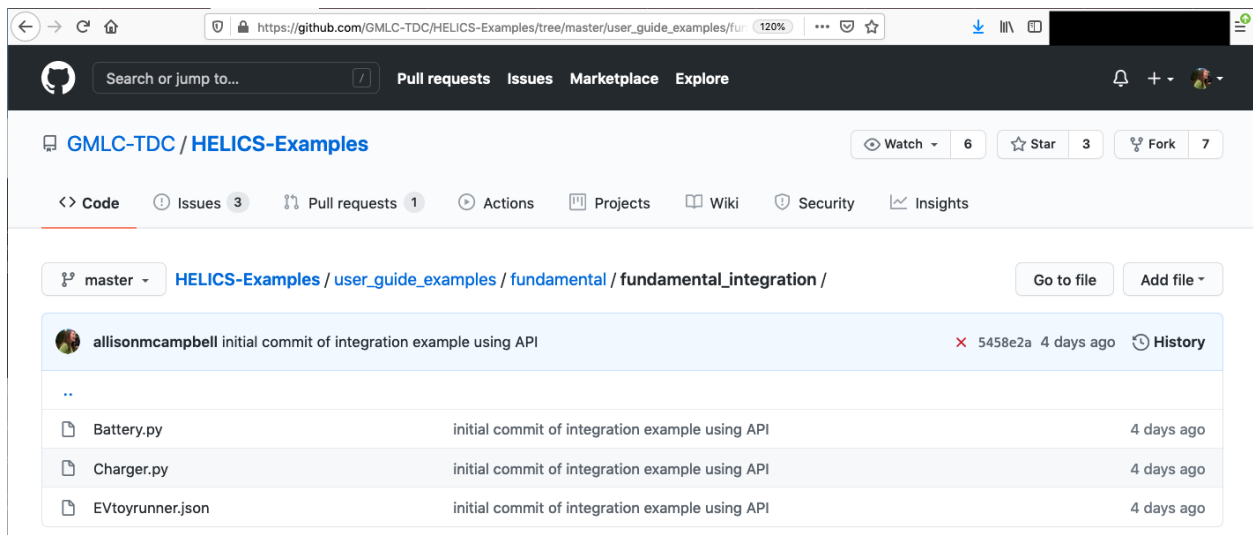 https://github.com/GMLC-TDC/HELICS-Examples/tree/master/user_guide_examples/fun 120%
Search or jump to... / Pull requests Issues Marketplace Explore
GMLC-TDC / HELICS-Examples Watch 6 Star 3 Fork 7
Code Issues 3 Pull requests 1 Actions Projects Wiki Security Insights
master HELICS-Examples / user_guide_examples / fundamental / fundamental_integration / Go to file Add file
allisonmcampbell initial commit of integration example using API 5458e2a 4 days ago History
..
Battery.py initial commit of integration example using API 4 days ago
Charger.py initial commit of integration example using API 4 days ago
EVtoyrunner.json initial commit of integration example using API 4 days ago